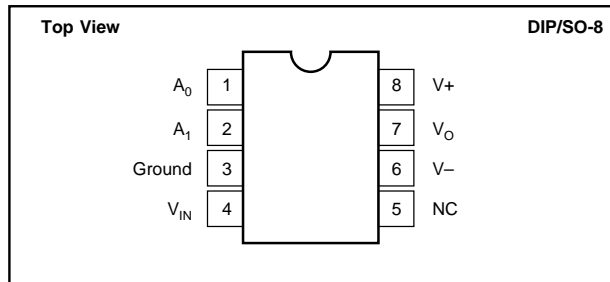 Top View DIP/SO-8
A0 1 8 V+
A1 2 7 VO
Ground 3 6 V–
VIN 4 5 NC